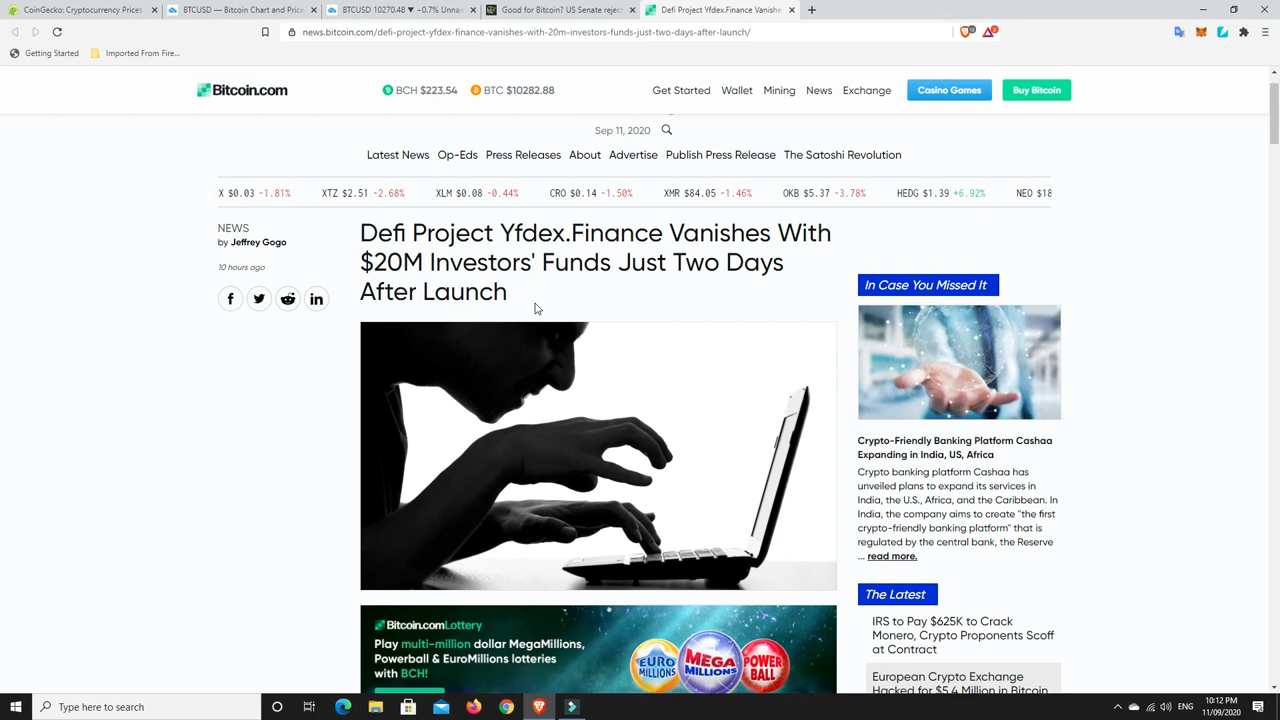 CoinGecko: Cryptocurrency Prices
BTCUSD — Bitcoin Chart and Price
BTCUSD 10270.48 ▼ −0.7% Unnam
Good for Bitcoin? US Senate reject
Defi Project Yfdex.Finance Vanishe
news.bitcoin.com/defi-project-yfdex-finance-vanishes-with-20m-investors-funds-just-two-days-after-launch/
Getting Started
Imported From Fire...
Bitcoin.com
BCH $223.54
BTC $10282.88
Get Started
Wallet
Mining
News
Exchange
Casino Games
Buy Bitcoin
Sep 11, 2020
Latest News
Op-Eds
Press Releases
About
Advertise
Publish Press Release
The Satoshi Revolution
X $0.03 -1.81%
XTZ $2.51 -2.68%
XLM $0.08 -0.44%
CRO $0.14 -1.50%
XMR $84.05 -1.46%
OKB $5.37 -3.78%
HEDG $1.39 +6.92%
NEO $18
NEWS
by Jeffrey Gogo
10 hours ago
Defi Project Yfdex.Finance Vanishes With
$20M Investors' Funds Just Two Days
After Launch
In Case You Missed It
Crypto-Friendly Banking Platform Cashaa
Expanding in India, US, Africa
Crypto banking platform Cashaa has
unveiled plans to expand its services in
India, the U.S., Africa, and the Caribbean. In
India, the company aims to create "the first
crypto-friendly banking platform" that is
regulated by the central bank, the Reserve
... read more.
The Latest
IRS to Pay $625K to Crack
Monero, Crypto Proponents Scoff
at Contract
European Crypto Exchange
Hacked for $5.4 Million in Bitcoin
Bitcoin.comLottery
Play multi-million dollar MegaMillions,
Powerball & EuroMillions lotteries
with BCH!
EURO
MILLIONS
MEGA
MILLIONS
POWER
BALL
Type here to search
ENG
10:12 PM
11/09/2020